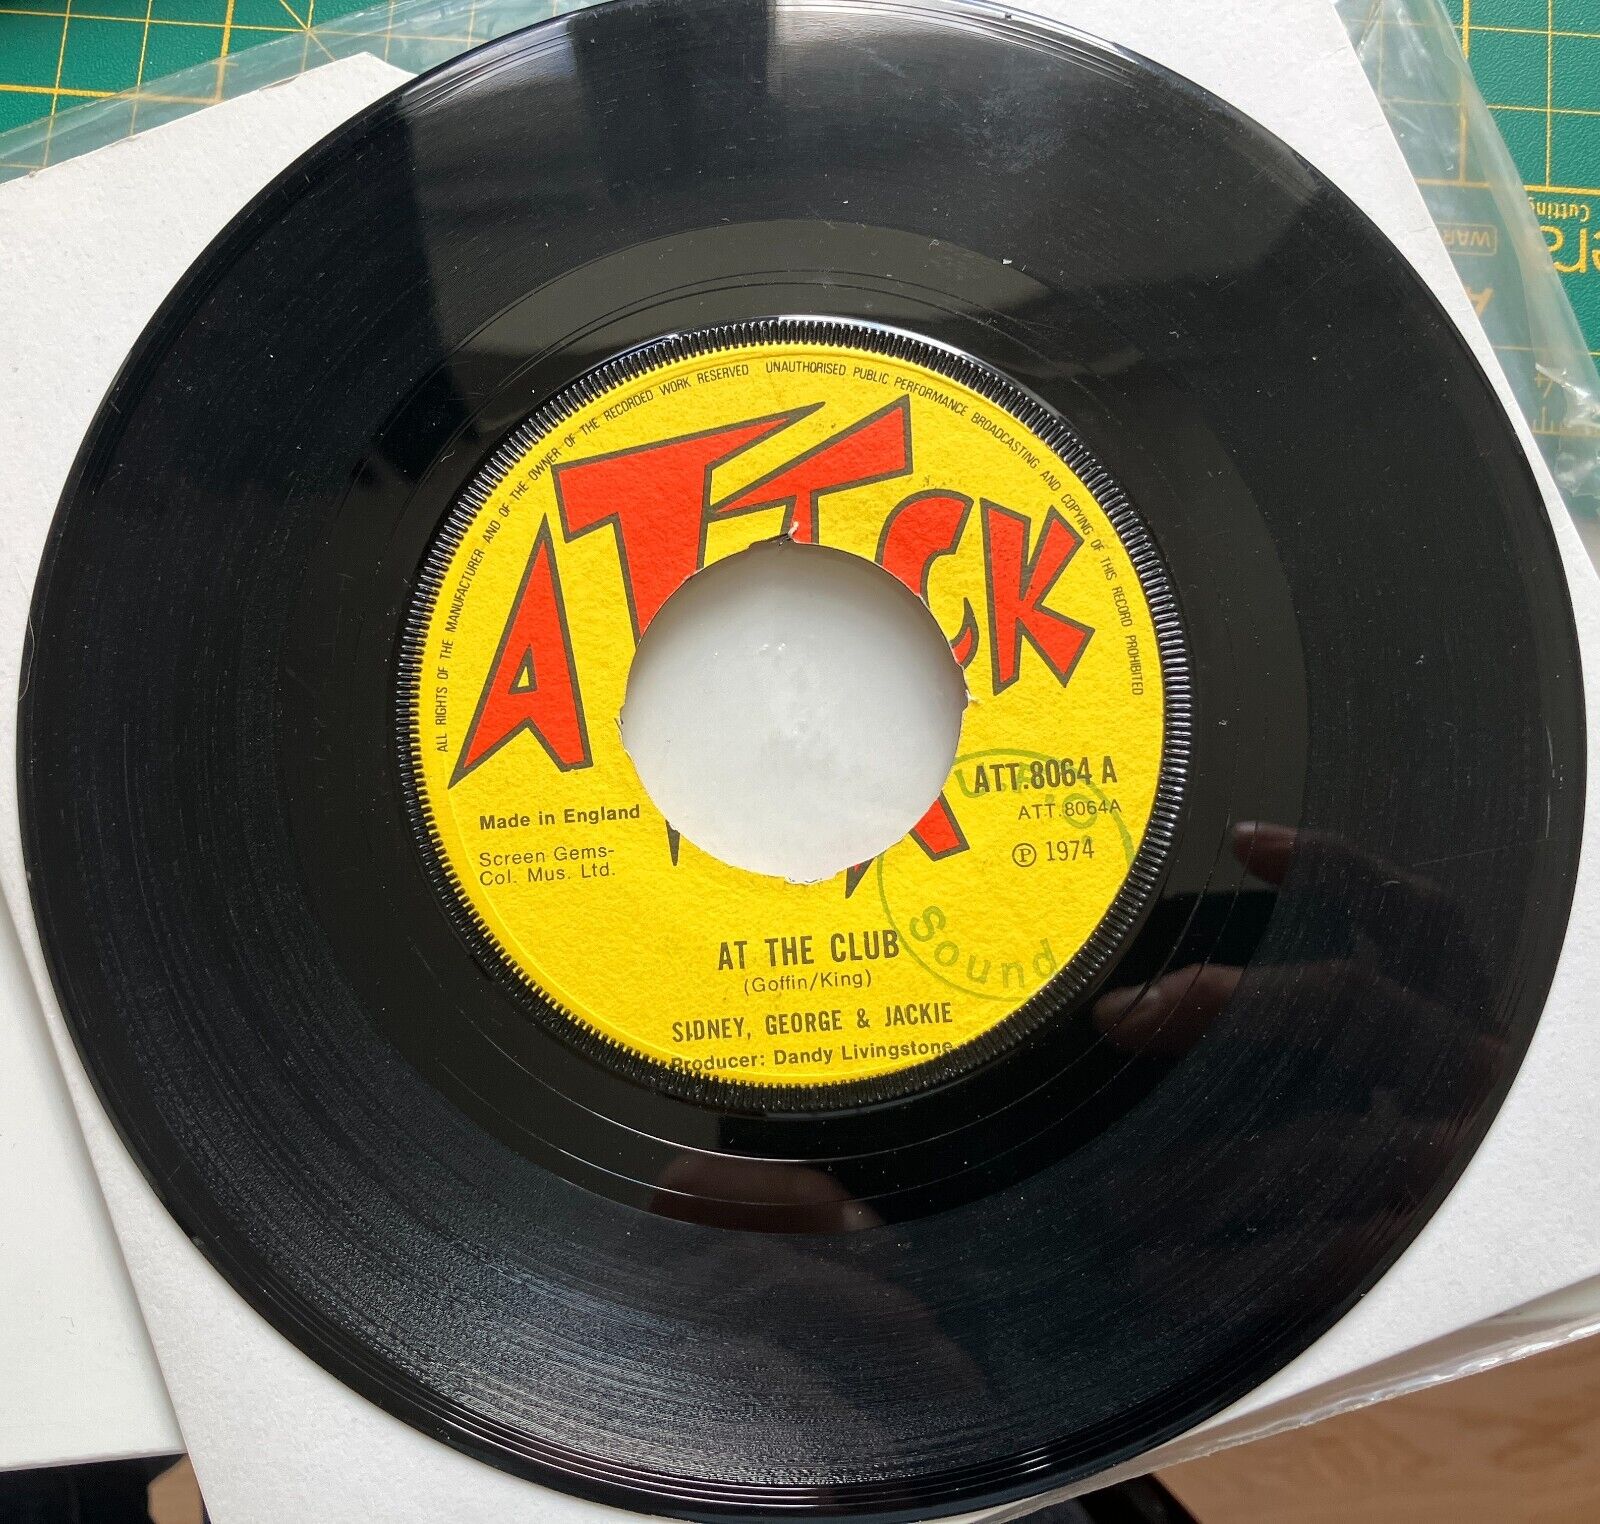 ALL RIGHTS OF THE MANUFACTURER AND OF THE OWNER OF THE RECORDED WORK RESERVED UNAUTHORISED PUBLIC PERFORMANCE BROADCASTING AND COPYING OF THIS RECORD PROHIBITED
ATTACK
ATT.8064 A
ATT.8064A
℗ 1974
Made in England
Screen Gems-
Col. Mus. Ltd.
Sound
AT THE CLUB
(Goffin/King)
SIDNEY, GEORGE & JACKIE
Producer: Dandy Livingstone
Cutting
WAR